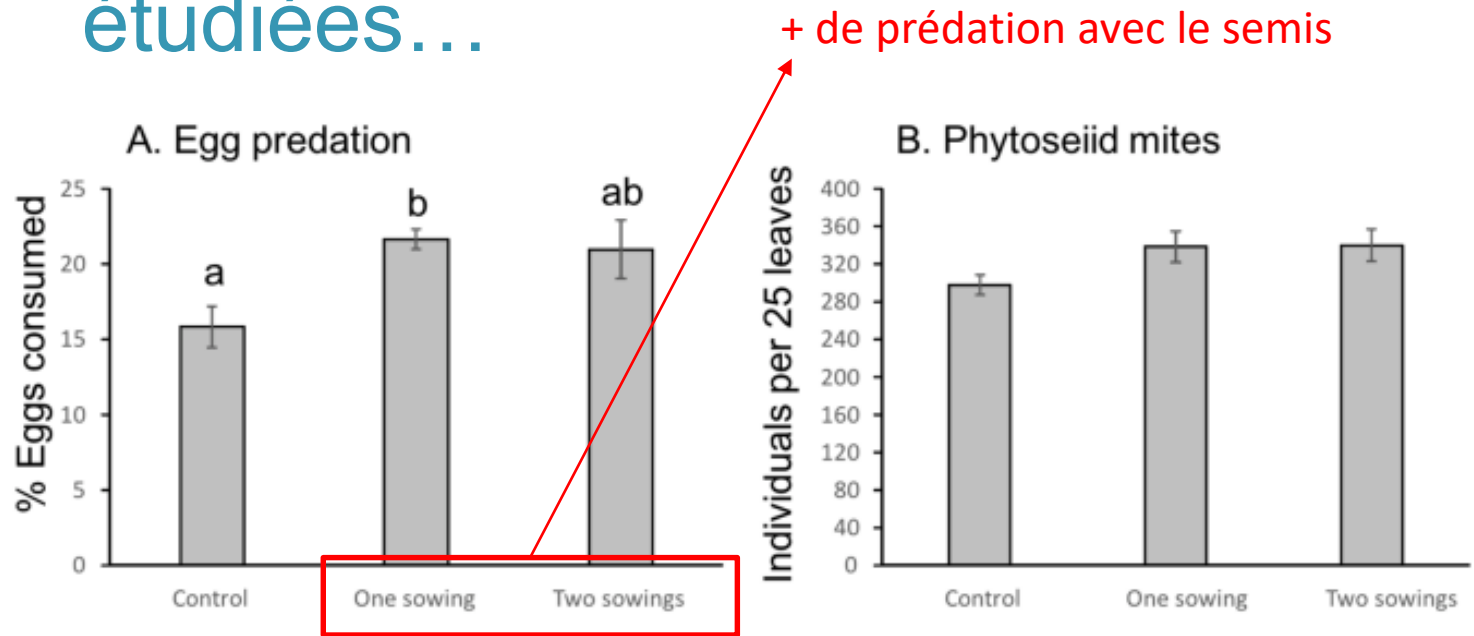 étudiées...
+ de prédation avec le semis
A. Egg predation
% Eggs consumed
25
20
15
10
5
0
a
b
ab
Control
One sowing
Two sowings
B. Phytoseiid mites
Individuals per 25 leaves
400
360
320
280
240
200
160
120
80
40
0
Control
One sowing
Two sowings